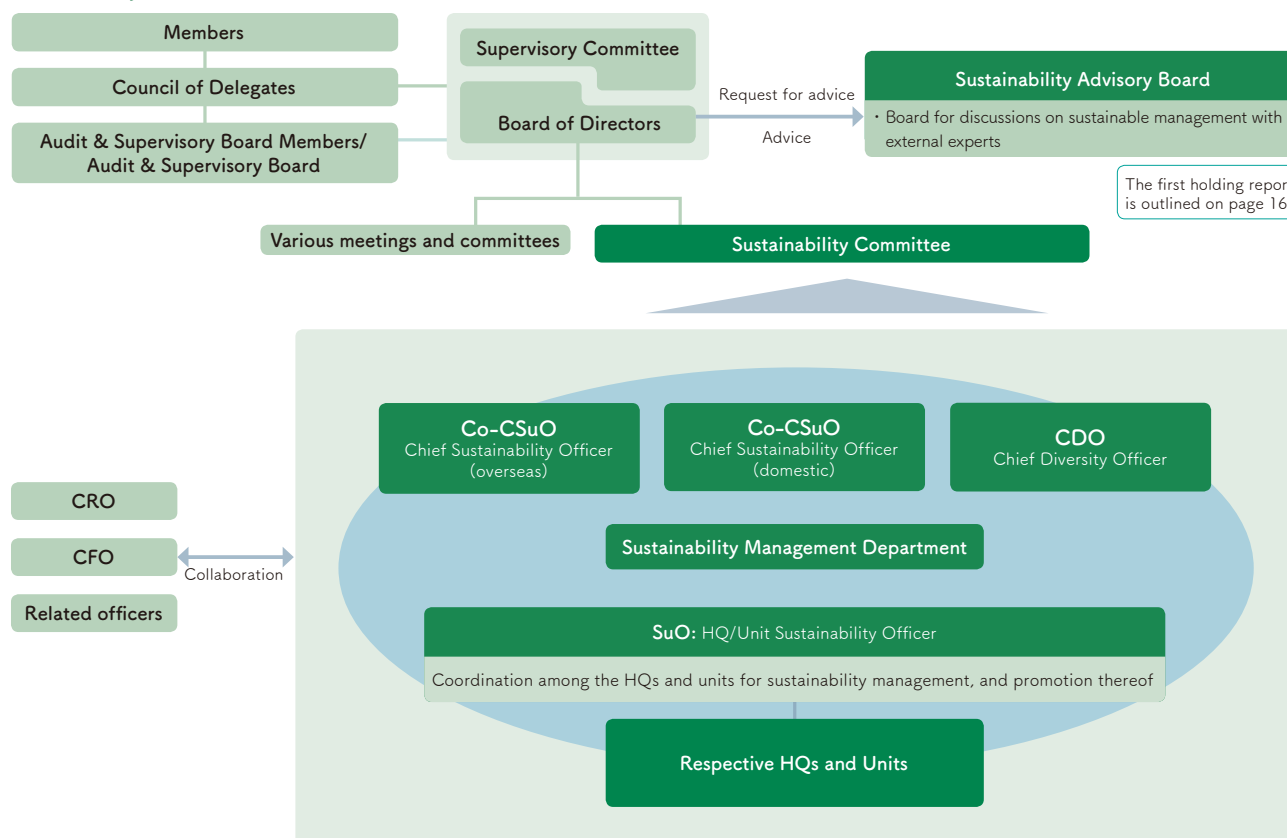 Members
Council of Delegates
Audit & Supervisory Board Members/
Audit & Supervisory Board
Supervisory Committee
Board of Directors
Request for advice
Advice
Sustainability Advisory Board
・Board for discussions on sustainable management with
external experts
The first holding
is outlined on page 16
Various meetings and committees
Sustainability Committee
Co-CSuO
Chief Sustainability Officer
(overseas)
Co-CSuO
Chief Sustainability Officer
(domestic)
CDO
Chief Diversity Officer
CRO
CFO
Related officers
Collaboration
Sustainability Management Department
SuO: HQ/Unit Sustainability Officer
Coordination among the HQs and units for sustainability management, and promotion thereof
Respective HQs and Units